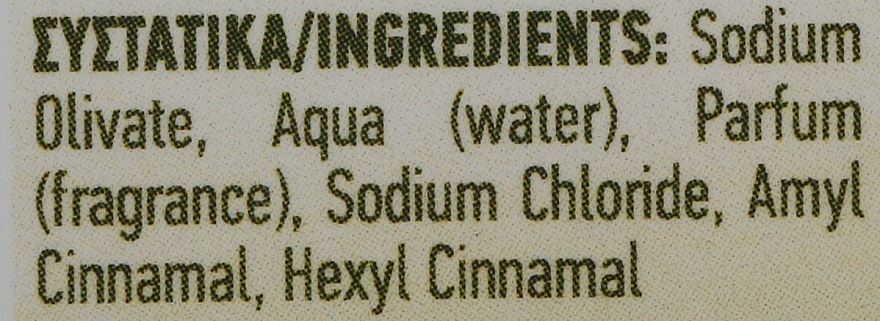 ΣΥΣΤΑΤΙΚΑ/INGREDIENTS: Sodium
Olivate, Aqua (water), Parfum
(fragrance), Sodium Chloride, Amyl
Cinnamal, Hexyl Cinnamal